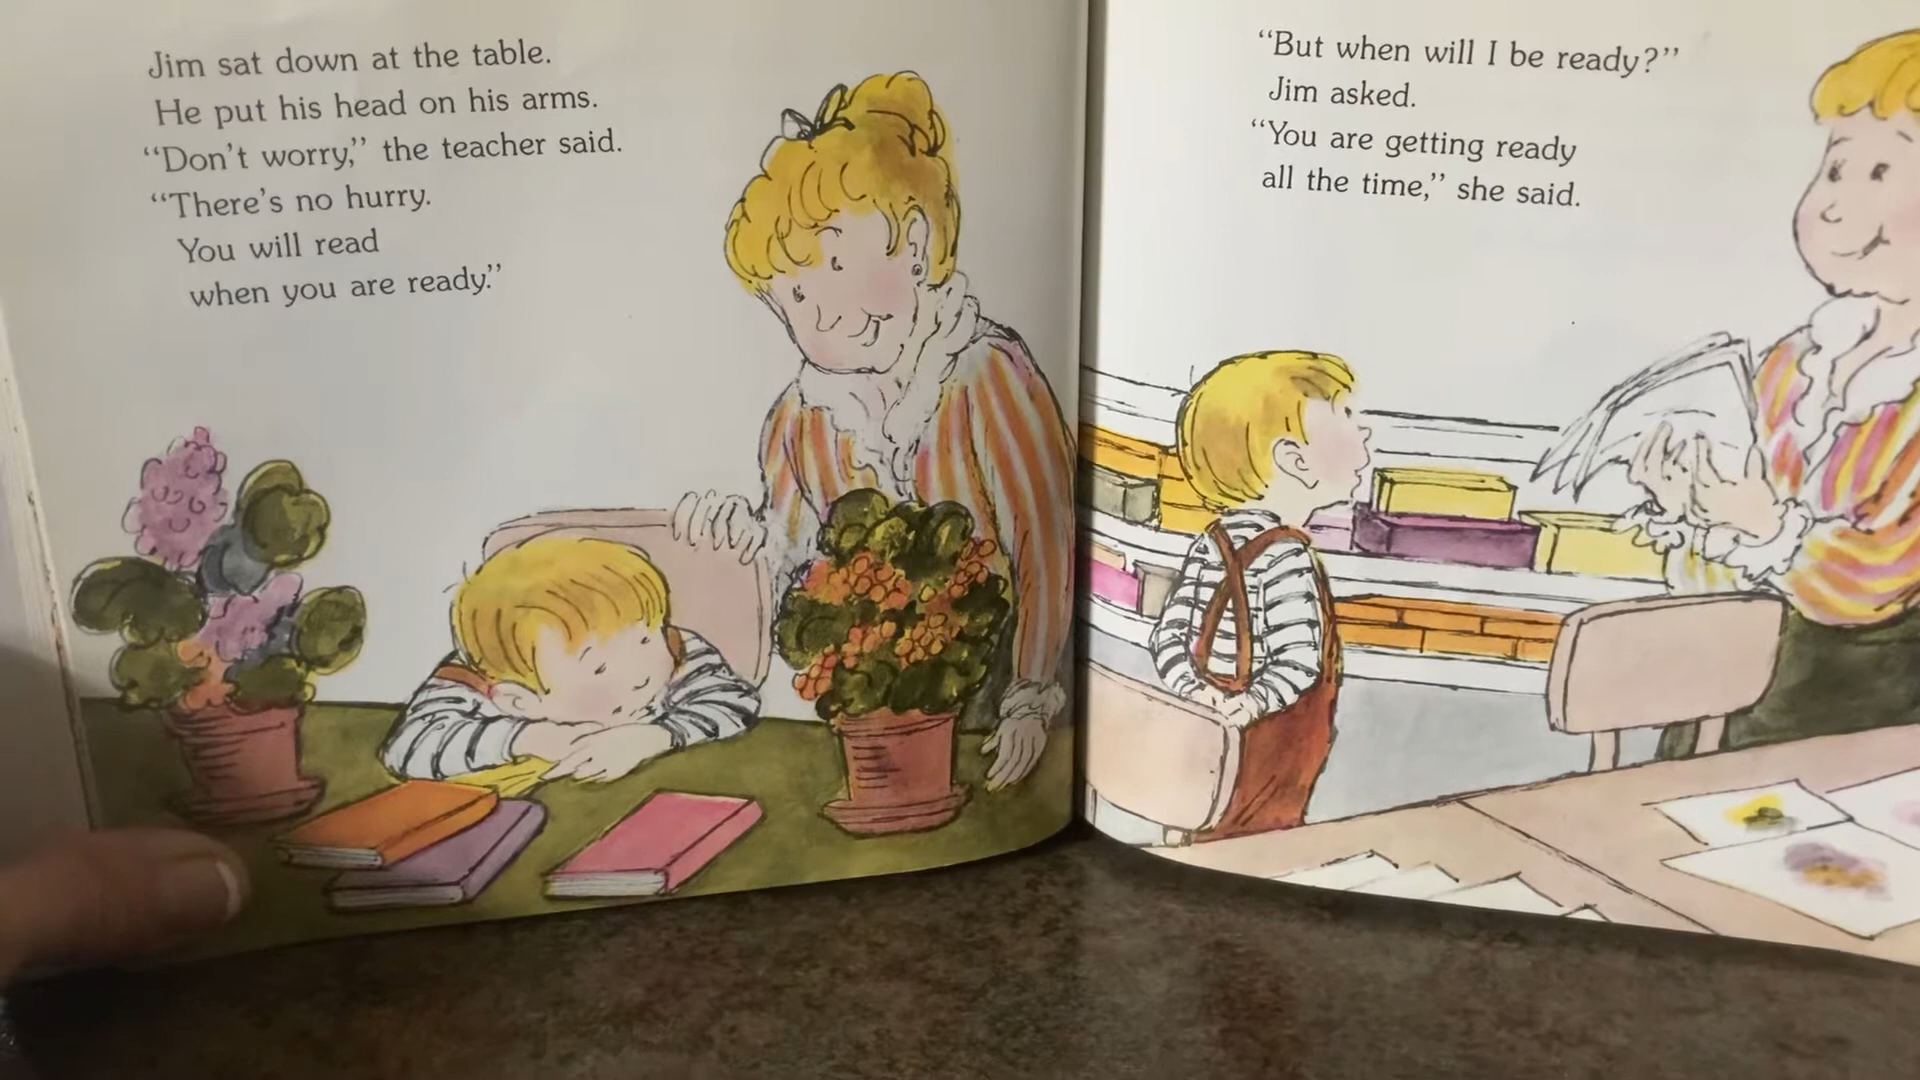 Jim sat down at the table.
He put his head on his arms.
“Don't worry,” the teacher said.
“There's no hurry.
You will read
when you are ready.”
“But when will I be ready?”
Jim asked.
“You are getting ready
all the time,” she said.